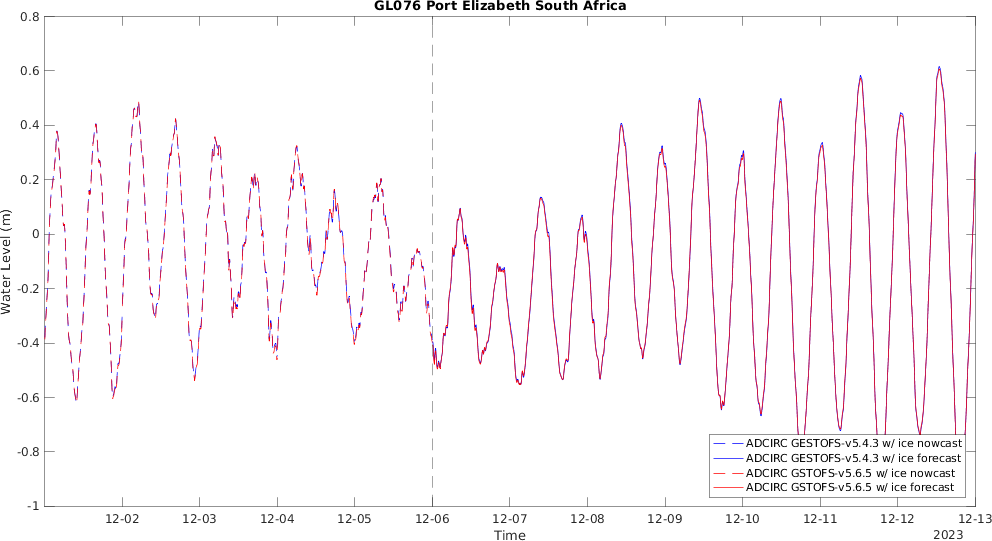 GL076 Port Elizabeth South Africa
0.8
0.6
0.4
0.2
0
-0.2
-0.4
-0.6
-0.8
-1
Water Level (m)
ADCIRC GESTOFS-v5.4.3 w/ ice nowcast
ADCIRC GESTOFS-v5.4.3 w/ ice forecast
ADCIRC GSTOFS-v5.6.5 w/ ice nowcast
ADCIRC GSTOFS-v5.6.5 w/ ice forecast
12-02 12-03 12-04 12-05 12-06 12-07 12-08 12-09 12-10 12-11 12-12 12-13
Time
2023